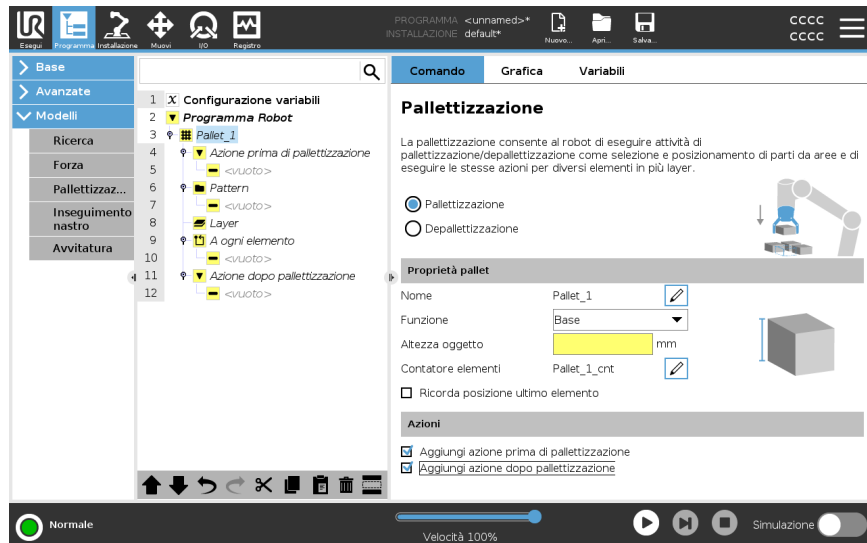 UR
PROGRAMMA <unnamed>*
INSTALLAZIONE default*
CCCC
CCCC
Esegui Programma Installazione Muovi I/O Registro Nuovo... Apri... Salva...
Base
Avanzate
Modelli
Ricerca
Forza
Pallettizzaz...
Inseguimento
nastro
Avvitatura
1 X Configurazione variabili
2 Programma Robot
3 Pallet_1
4 Azione prima di pallettizzazione
5 <vuoto>
6 Pattern
7 <vuoto>
8 Layer
9 A ogni elemento
10 <vuoto>
11 Azione dopo pallettizzazione
12 <vuoto>
Comando Grafica Variabili
Pallettizzazione
La pallettizzazione consente al robot di eseguire attività di
pallettizzazione/depallettizzazione come selezione e posizionamento di parti da aree e di
eseguire le stesse azioni per diversi elementi in più layer.
Pallettizzazione
Depallettizzazione
Proprietà pallet
Nome Pallet_1
Funzione Base
Altezza oggetto mm
Contatore elementi Pallet_1_cnt
Ricorda posizione ultimo elemento
Azioni
Aggiungi azione prima di pallettizzazione
Aggiungi azione dopo pallettizzazione
Normale
Velocità 100%
Simulazione